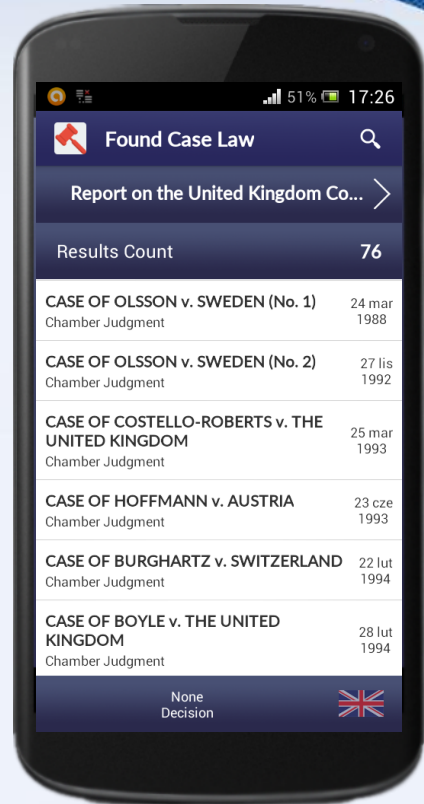 51% 17:26
Found Case Law
Report on the United Kingdom Co...
Results Count 76
CASE OF OLSSON v. SWEDEN (No. 1) 24 mar
Chamber Judgment 1988
CASE OF OLSSON v. SWEDEN (No. 2) 27 lis
Chamber Judgment 1992
CASE OF COSTELLO-ROBERTS v. THE
UNITED KINGDOM 25 mar
1993
Chamber Judgment
CASE OF HOFFMANN v. AUSTRIA 23 cze
Chamber Judgment 1993
CASE OF BURGHARTZ v. SWITZERLAND 22 lut
Chamber Judgment 1994
CASE OF BOYLE v. THE UNITED
KINGDOM 28 lut
1994
Chamber Judgment
None
Decision